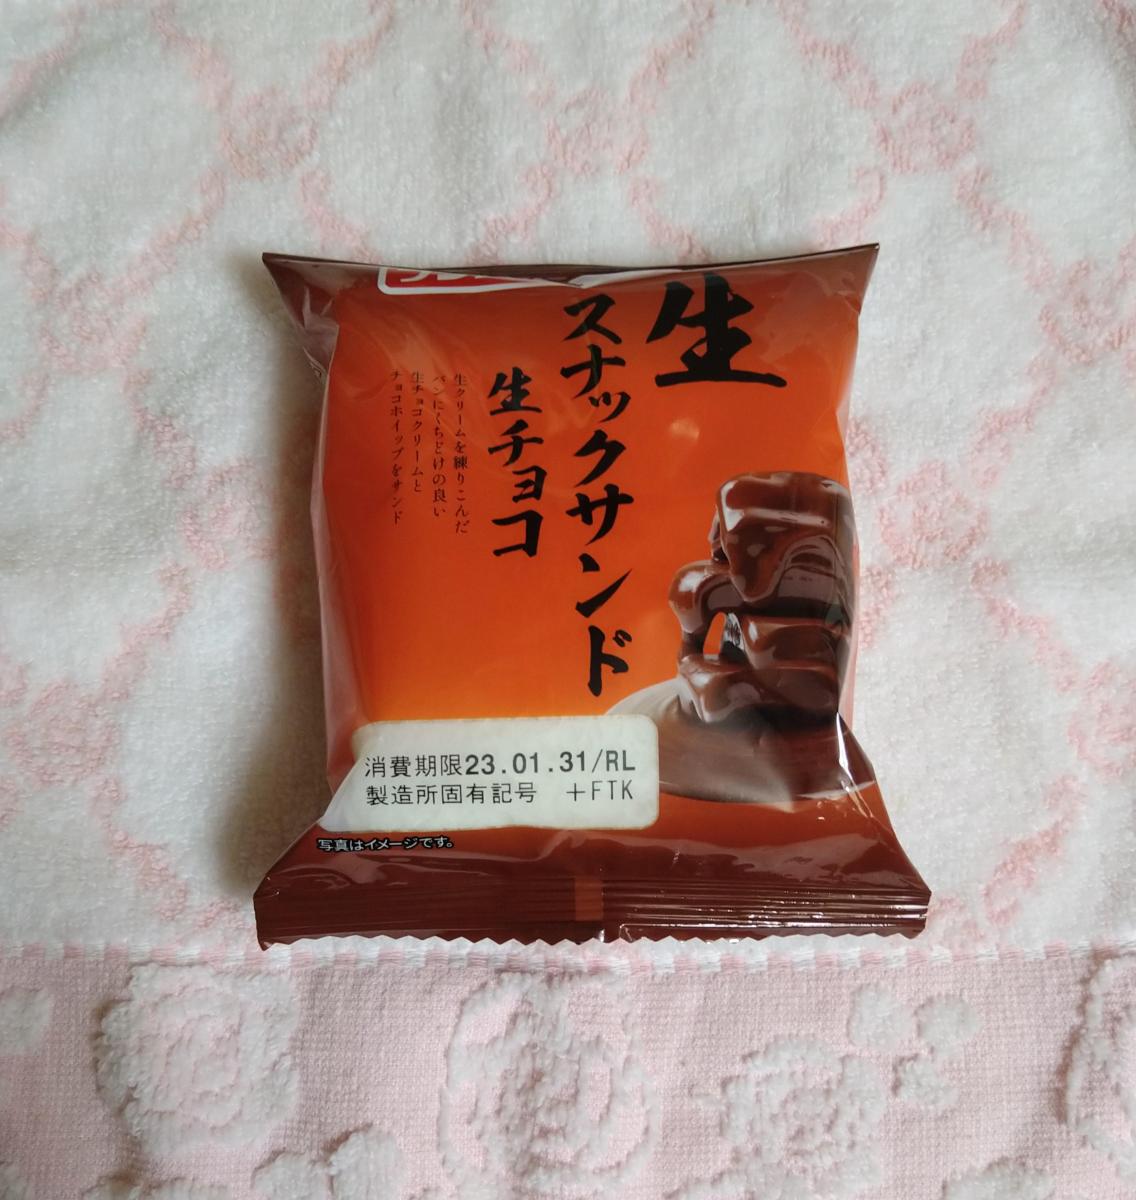 生
スナックサンド
生チョコ
生クリームを練りこんだ
パンにくちどけの良い
生チョコクリームと
チョコホイップをサンド
消費期限23.01.31/RL
製造所固有記号 +FTK
写真はイメージです。